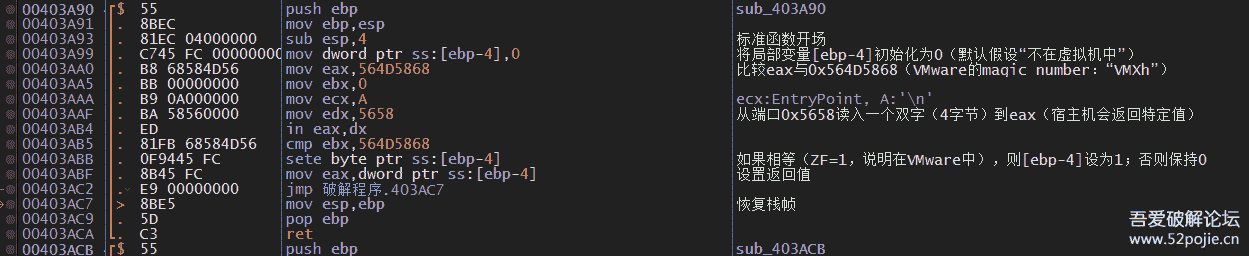 00403A90 $ 55 push ebp sub_403A90
00403A91 . 8BEC mov ebp,esp
00403A93 . 81EC 04000000 sub esp,4 标准函数开场
00403A99 . C745 FC 00000000 mov dword ptr ss:[ebp-4],0 将局部变量[ebp-4]初始化为0（默认假设“不在虚拟机中”）
00403AA0 . B8 68584D56 mov eax,564D5868 比较eax与0x564D5868（VMware的magic number：“VMXh”）
00403AA5 . BB 00000000 mov ebx,0
00403AAA . B9 0A000000 mov ecx,A ecx:EntryPoint, A:'\n'
00403AAF . BA 58560000 mov edx,5658 从端口0x5658读入一个双字（4字节）到eax（宿主机会返回特定值）
00403AB4 . ED in eax,dx
00403AB5 . 81FB 68584D56 cmp ebx,564D5868
00403ABB . 0F9445 FC sete byte ptr ss:[ebp-4] 如果相等（ZF=1，说明在VMware中），则[ebp-4]设为1；否则保持0
00403ABF . 8B45 FC mov eax,dword ptr ss:[ebp-4] 设置返回值
00403AC2 . E9 00000000 jmp 破解程序.403AC7
00403AC7 > 8BE5 mov esp,ebp 恢复栈帧
00403AC9 . 5D pop ebp
00403ACA . C3 ret
00403ACB $ 55 push ebp sub_403ACB
吾爱破解论坛
www.52pojie.cn